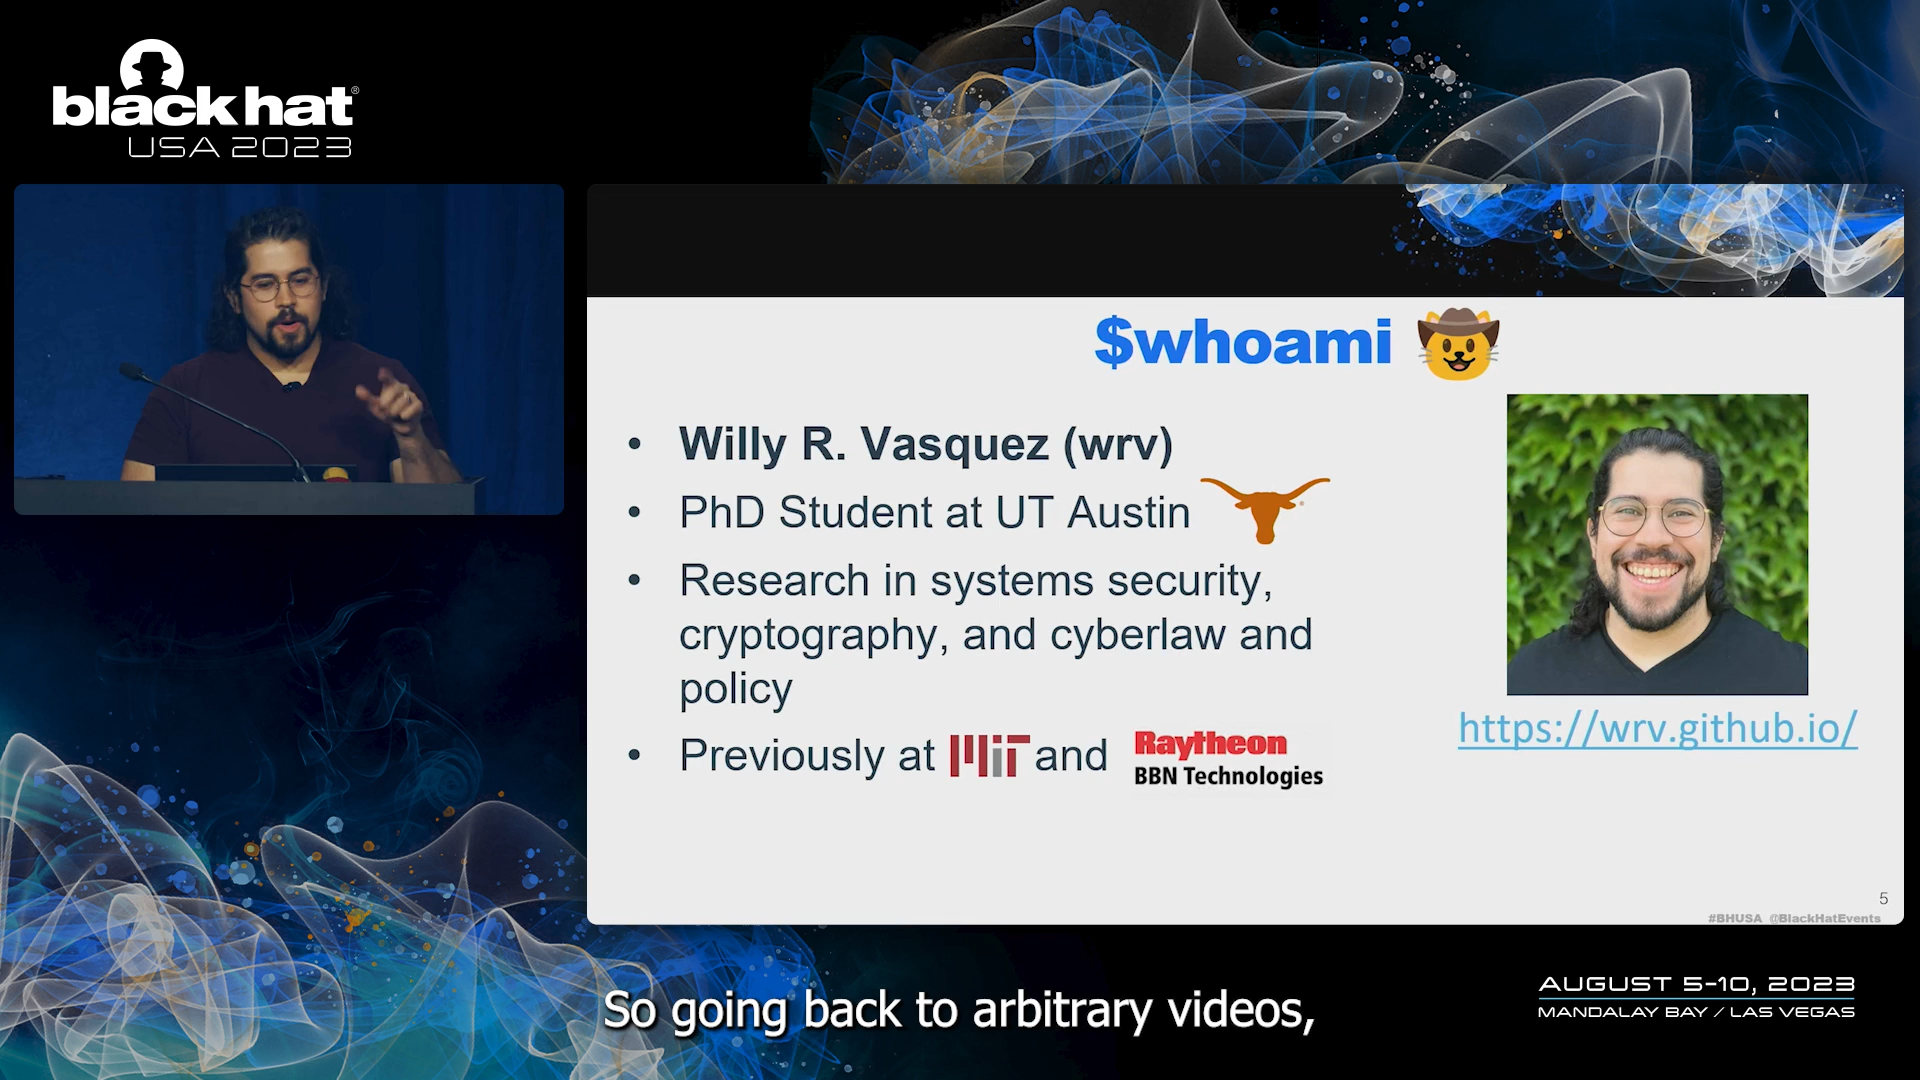 black hat®
USA 2023
$whoami
• Willy R. Vasquez (wrv)
• PhD Student at UT Austin
• Research in systems security,
cryptography, and cyberlaw and
policy
• Previously at MIT and Raytheon
BBN Technologies
https://wrv.github.io/
5
#BHUSA @BlackHatEvents
So going back to arbitrary videos,
AUGUST 5-10, 2023
MANDALAY BAY / LAS VEGAS